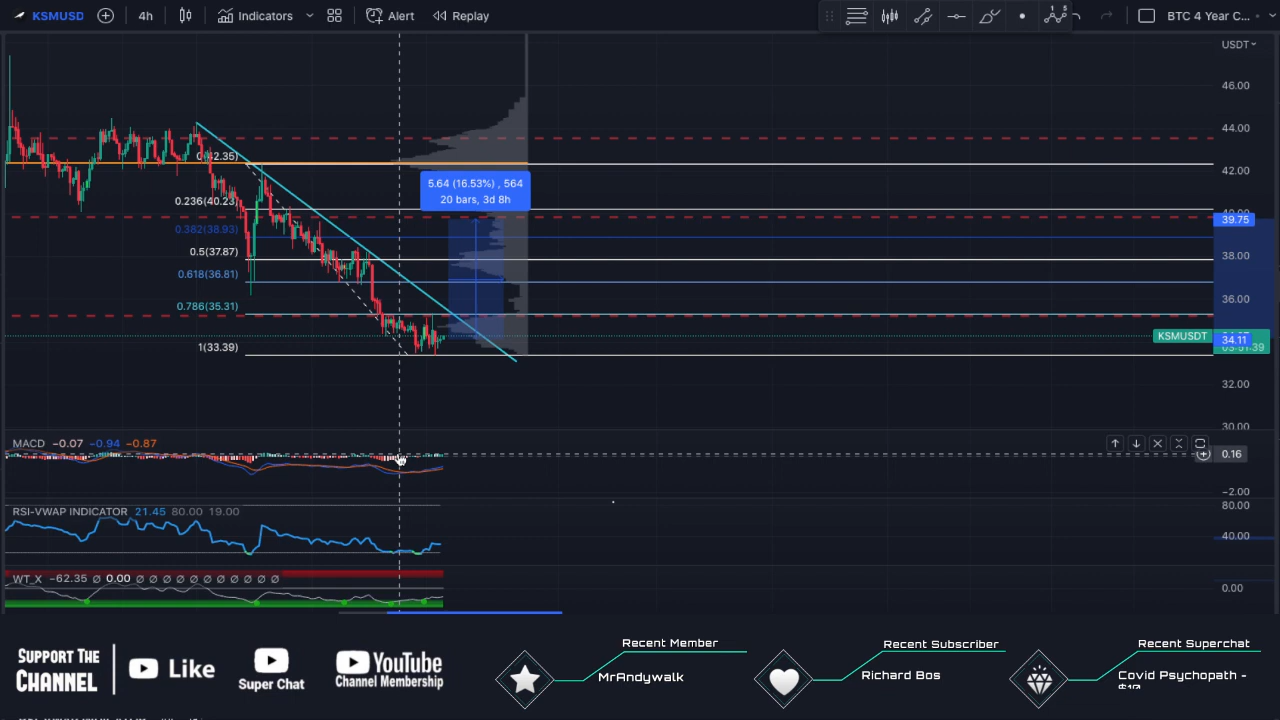 KSMUSD 4h Indicators Alert Replay BTC 4 Year C...
USDT
46.00
44.00
42.00
0(42.35)
5.64 (16.53%) , 564
20 bars, 3d 8h
0.236(40.23)
39.75
0.382(38.93)
0.5(37.87)
38.00
0.618(36.81)
36.00
0.786(35.31)
KSMUSDT
34.11
1(33.39)
32.00
30.00
MACD −0.07 −0.94 −0.87
0.16
−2.00
RSI-VWAP INDICATOR 21.45 80.00 19.00
80.00
40.00
WT_X −62.35 Ø 0.00 Ø Ø Ø Ø Ø Ø Ø Ø Ø Ø Ø
0.00
SUPPORT THE
CHANNEL
Like
Super Chat
YouTube
Channel Membership
Recent Member
MrAndywalk
Recent Subscriber
Richard Bos
Recent Superchat
Covid Psychopath -